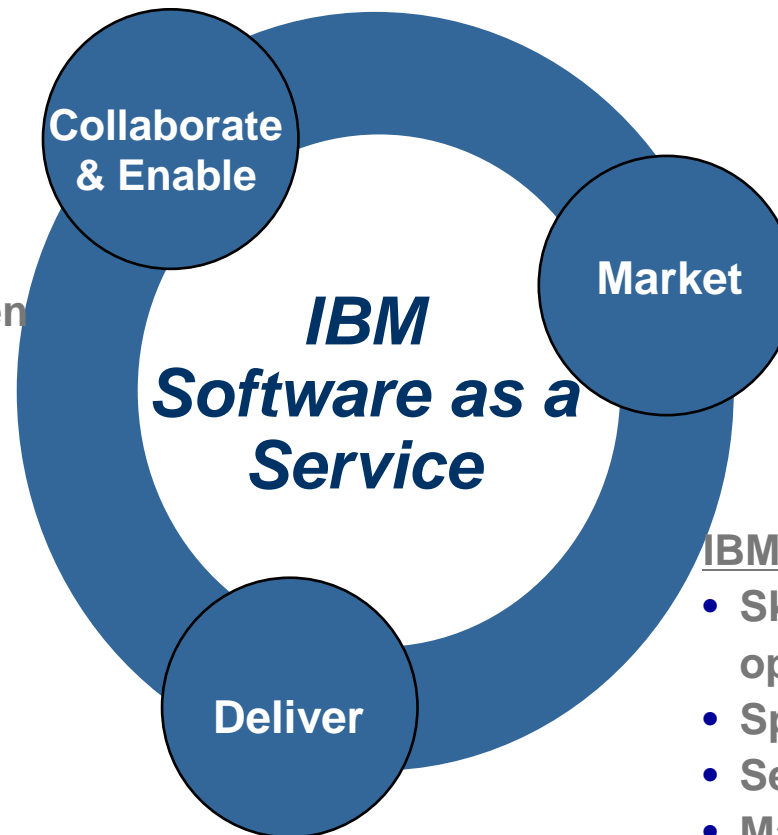 Collaborate
& Enable
Market
IBM
Software as a
Service
Deliver
IBM